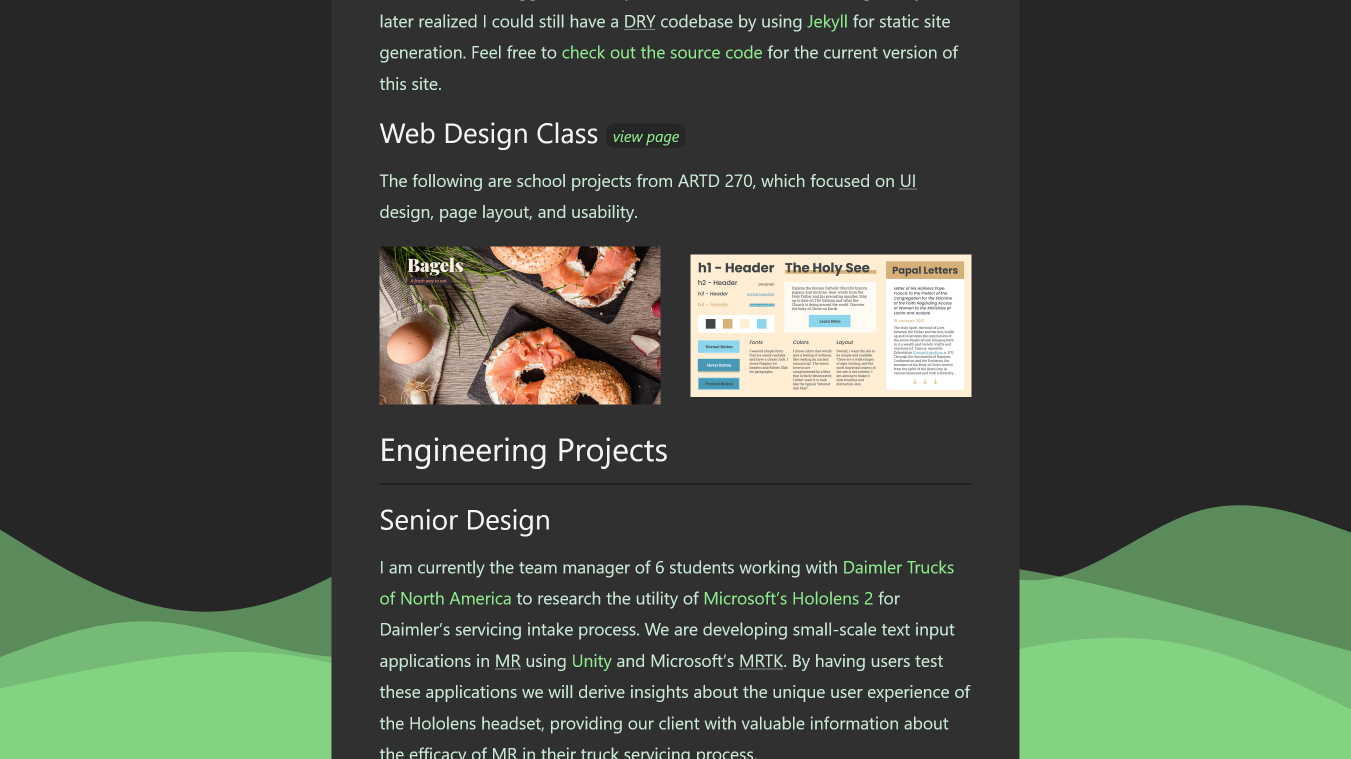 later realized I could still have a DRY codebase by using Jekyll for static site
generation. Feel free to check out the source code for the current version of
this site.
Web Design Class view page
The following are school projects from ARTD 270, which focused on UI
design, page layout, and usability.
Bagels
A fresh way to eat
h1 - Header
h2 - Header
h3 - Header
The Holy See
Learn More
Papal Letters
Fonts
Colors
Layout
Engineering Projects
Senior Design
I am currently the team manager of 6 students working with Daimler Trucks
of North America to research the utility of Microsoft’s Hololens 2 for
Daimler’s servicing intake process. We are developing small-scale text input
applications in MR using Unity and Microsoft’s MRTK. By having users test
these applications we will derive insights about the unique user experience of
the Hololens headset, providing our client with valuable information about
the efficacy of MR in their truck servicing process.